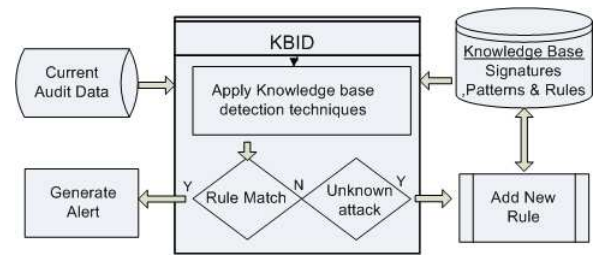 KBID
Current
Audit Data
Apply Knowledge base
detection techniques
Knowledge Base
Signatures
,Patterns & Rules
Generate
Alert
Y
Rule Match
N
Unknown
attack
Y
Add New
Rule